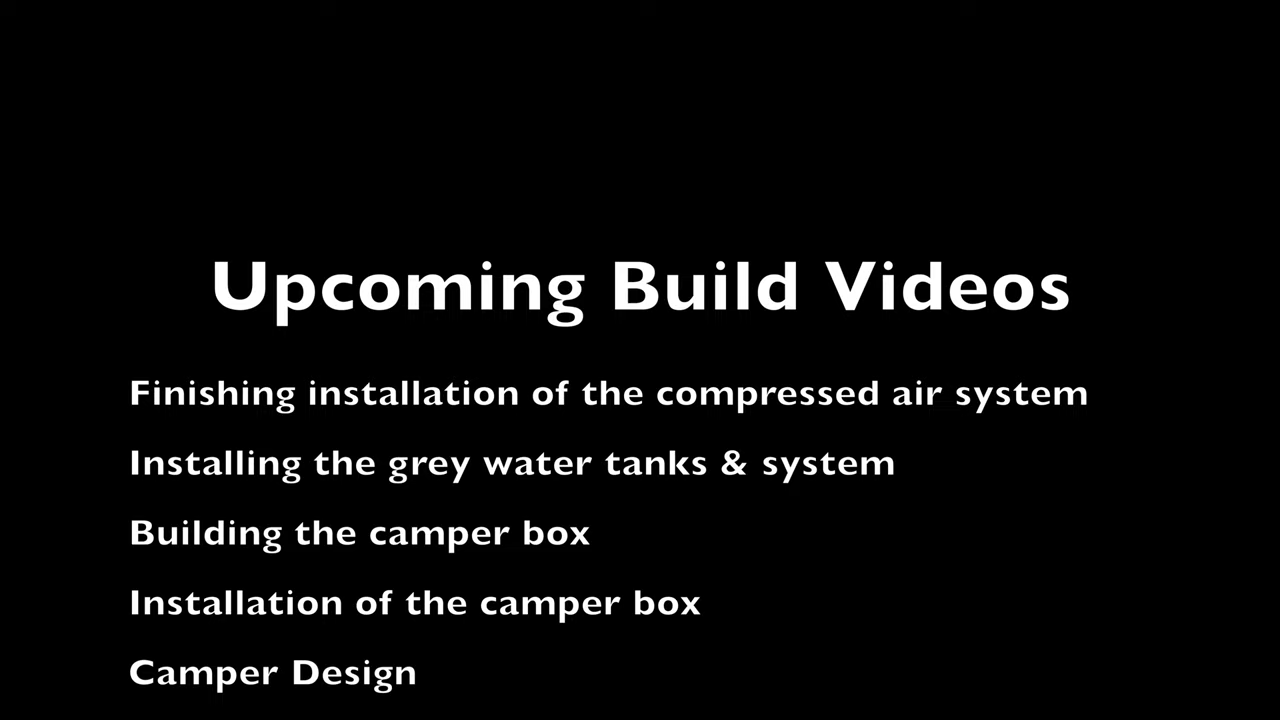 Upcoming Build Videos
Finishing installation of the compressed air system
Installing the grey water tanks & system
Building the camper box
Installation of the camper box
Camper Design